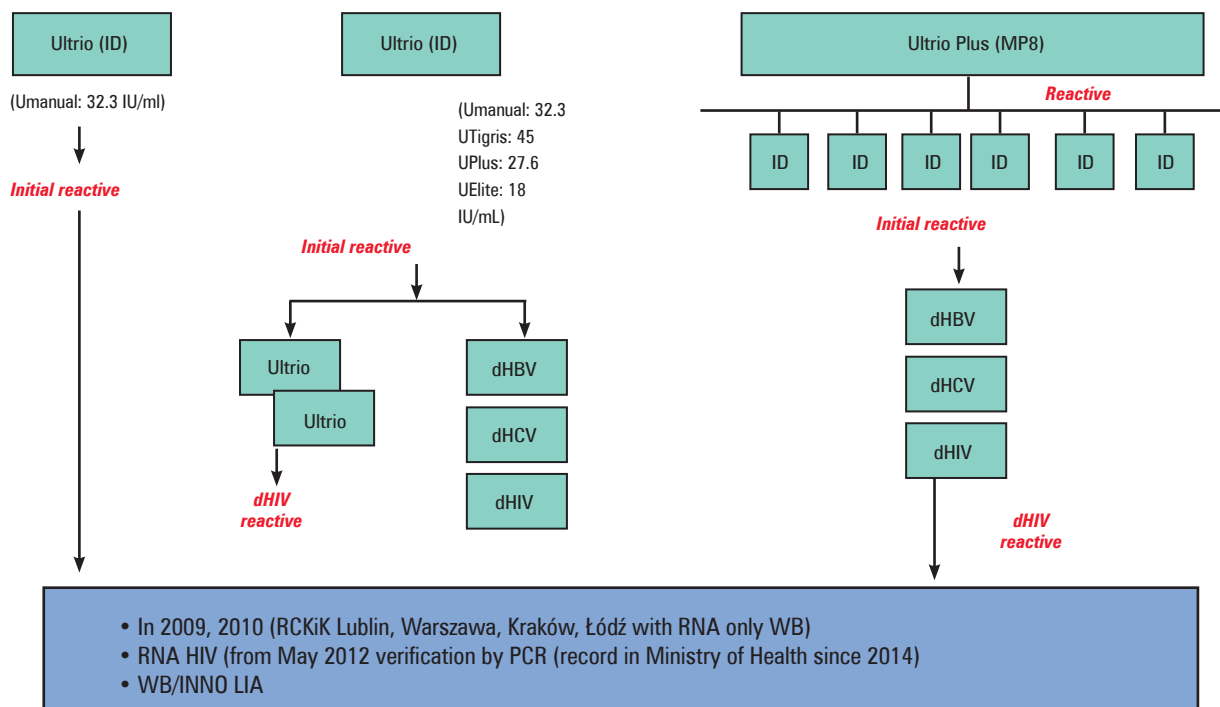 Ultrio (ID)
(Umanual: 32.3 IU/ml)
Initial reactive
Ultrio (ID)
(Umanual: 32.3
UTigris: 45
UPlus: 27.6
UElite: 18
IU/mL)
Initial reactive
Ultrio
Ultrio
dHIV
reactive
dHBV
dHCV
dHIV
Ultrio Plus (MP8)
Reactive
ID
ID
ID
ID
ID
ID
Initial reactive
dHBV
dHCV
dHIV
dHIV
reactive
• In 2009, 2010 (RCKiK Lublin, Warszawa, Kraków, Łódź with RNA only WB)
• RNA HIV (from May 2012 verification by PCR (record in Ministry of Health since 2014)
• WB/INNO LIA